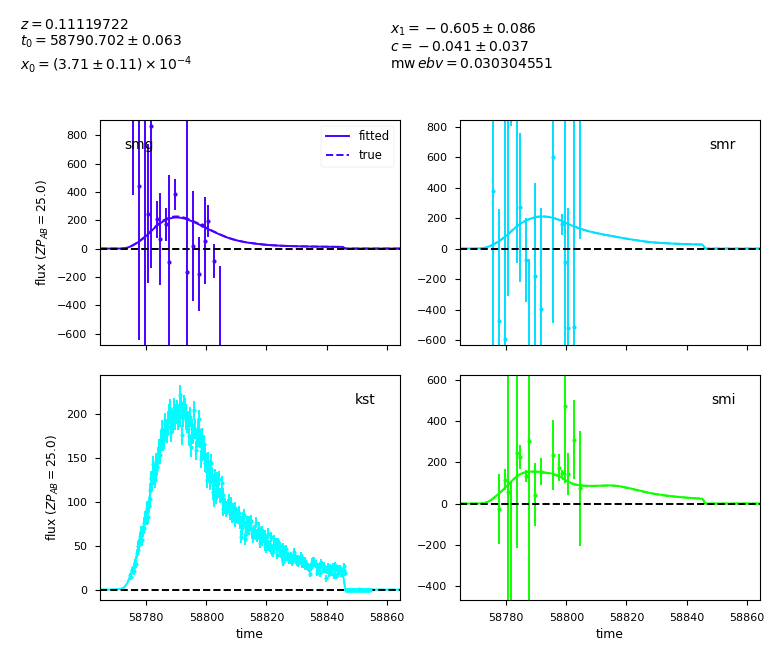 z = 0.11119722
t₀ = 58790.702 ± 0.063
x₀ = (3.71 ± 0.11) × 10⁻⁴
x₁ = −0.605 ± 0.086
c = −0.041 ± 0.037
mw ebv = 0.030304551
smg
fitted
true
flux (ZP_AB = 25.0)
800
600
400
200
0
−200
−400
−600
smr
800
600
400
200
0
−200
−400
−600
kst
flux (ZP_AB = 25.0)
200
150
100
50
0
58780 58800 58820 58840 58860
time
smi
600
400
200
0
−200
−400
58780 58800 58820 58840 58860
time